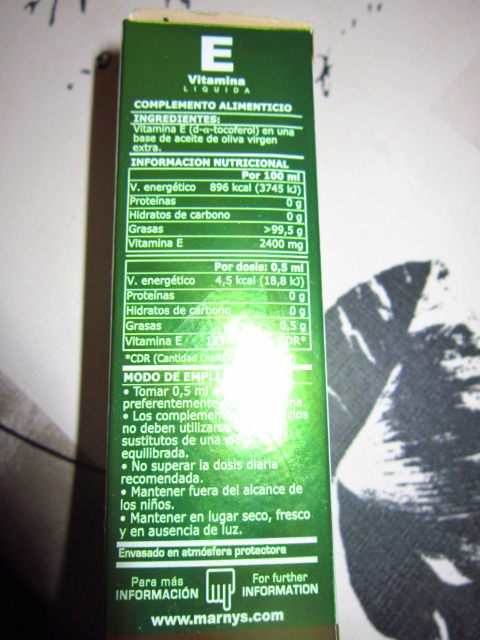 E
Vitamina
LIQUIDA
COMPLEMENTO ALIMENTICIO
INGREDIENTES:
Vitamina E (d-α-tocoferol) en una
base de aceite de oliva virgen
extra.
INFORMACION NUTRICIONAL
Por 100 ml
V. energético 896 kcal (3745 kJ)
Proteínas 0 g
Hidratos de carbono 0 g
Grasas >99,5 g
Vitamina E 2400 mg
Por dosis: 0,5 ml
V. energético 4,5 kcal (18,8 kJ)
Proteínas 0 g
Hidratos de carbono 0 g
Grasas 0,5 g
Vitamina E
*CDR (Cantidad
MODO DE
• Tomar 0,5 ml
preferentemente
• Los
no deben
sustitutos de una
equilibrada.
• No superar la dosis diaria
recomendada.
• Mantener fuera del alcance de
los niños.
• Mantener en lugar seco, fresco
y en ausencia de luz.
Envasado en atmósfera protectora
Para más For further
INFORMACIÓN INFORMATION
www.marnys.com